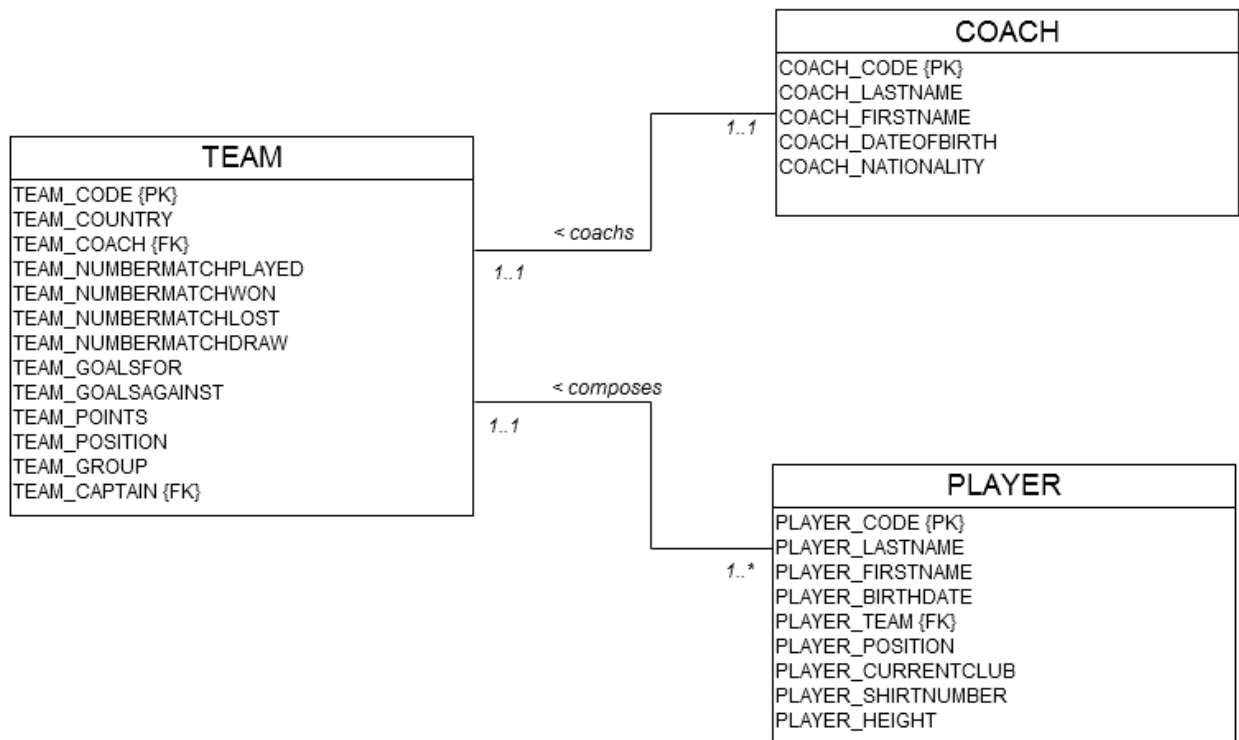 COACH
COACH_CODE {PK}
COACH_LASTNAME
COACH_FIRSTNAME
COACH_DATEOFBIRTH
COACH_NATIONALITY
1..1
TEAM
TEAM_CODE {PK}
TEAM_COUNTRY
TEAM_COACH {FK}
TEAM_NUMBERMATCHPLAYED
TEAM_NUMBERMATCHWON
TEAM_NUMBERMATCHLOST
TEAM_NUMBERMATCHDRAW
TEAM_GOALSFOR
TEAM_GOALSAGAINST
TEAM_POINTS
TEAM_POSITION
TEAM_GROUP
TEAM_CAPTAIN {FK}
< coachs
1..1
< composes
1..1
1..*
PLAYER
PLAYER_CODE {PK}
PLAYER_LASTNAME
PLAYER_FIRSTNAME
PLAYER_BIRTHDATE
PLAYER_TEAM {FK}
PLAYER_POSITION
PLAYER_CURRENTCLUB
PLAYER_SHIRTNUMBER
PLAYER_HEIGHT